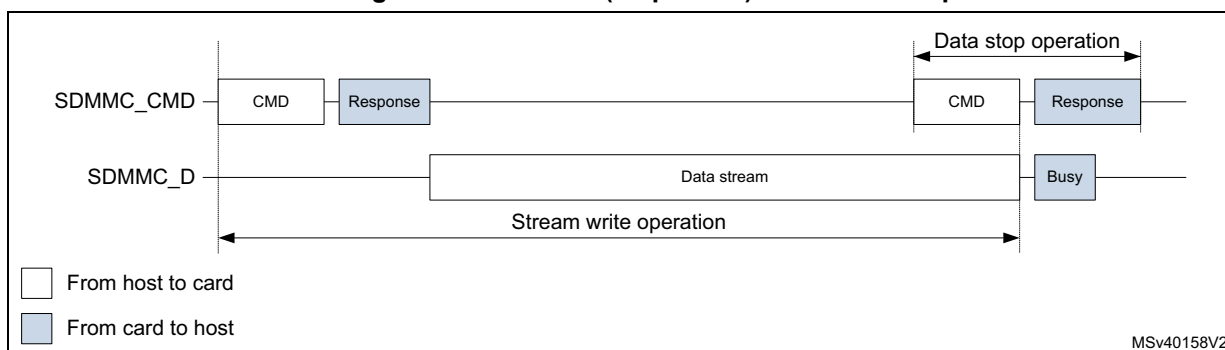 Data stop operation
SDMMC_CMD
CMD
Response
CMD
Response
SDMMC_D
Data stream
Busy
Stream write operation
From host to card
From card to host
MSv40158V2